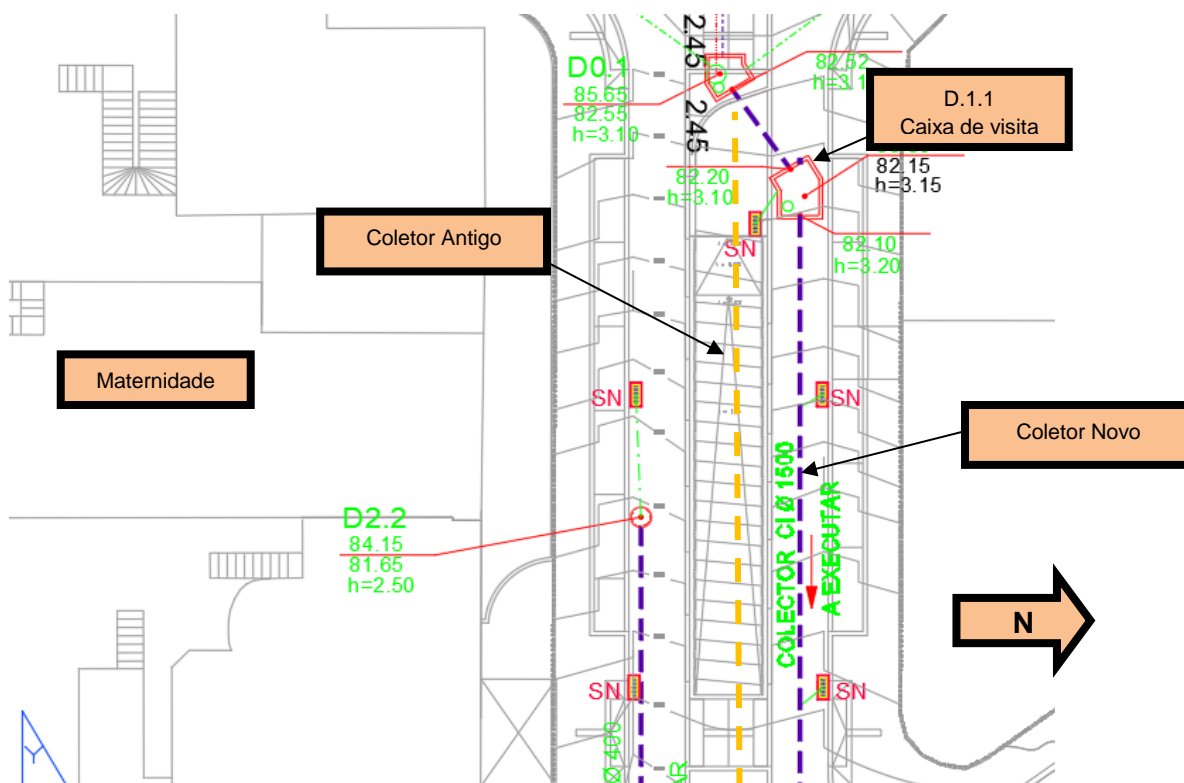 2.45
D0.1
85.65
82.55
h=3.10
2.45
82.52
D.1.1
Caixa de visita
82.15
h=3.15
82.20
h=3.10
Coletor Antigo
SN
82.10
h=3.20
Maternidade
SN
SN
Coletor Novo
COLECTOR CI Ø 1500
A EXECUTAR
D2.2
84.15
81.65
h=2.50
N
SN
SN
Ø 400